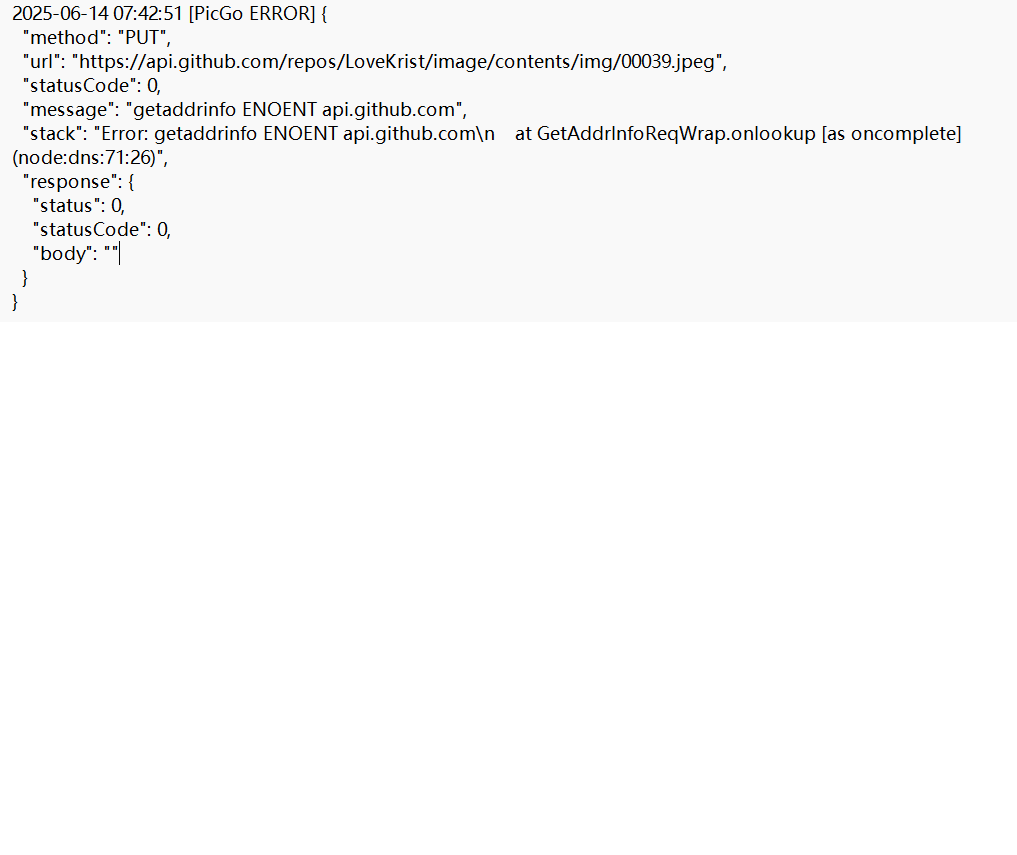 2025-06-14 07:42:51 [PicGo ERROR] {
  "method": "PUT",
  "url": "https://api.github.com/repos/LoveKrist/image/contents/img/00039.jpeg",
  "statusCode": 0,
  "message": "getaddrinfo ENOENT api.github.com",
  "stack": "Error: getaddrinfo ENOENT api.github.com\n    at GetAddrInfoReqWrap.onlookup [as oncomplete]
(node:dns:71:26)",
  "response": {
    "status": 0,
    "statusCode": 0,
    "body": ""
  }
}